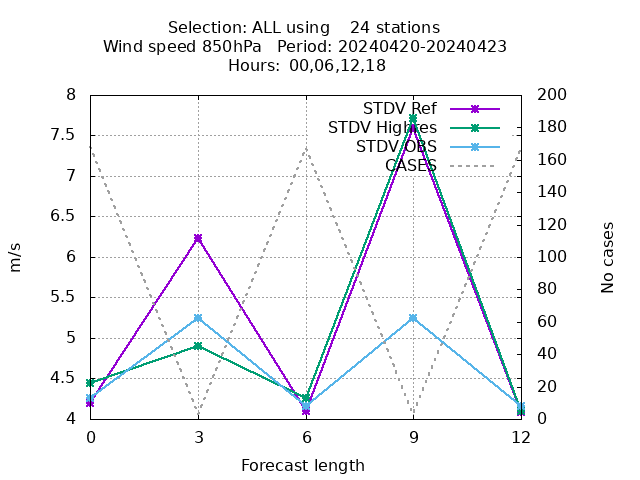 Selection: ALL using    24 stations
Wind speed 850hPa   Period: 20240420-20240423
Hours:  00,06,12,18
STDV Ref
STDV Highres
STDV OBS
CASES
8
7.5
7
6.5
6
5.5
5
4.5
4
200
180
160
140
120
100
80
60
40
20
0
m/s
No cases
0
3
6
9
12
Forecast length